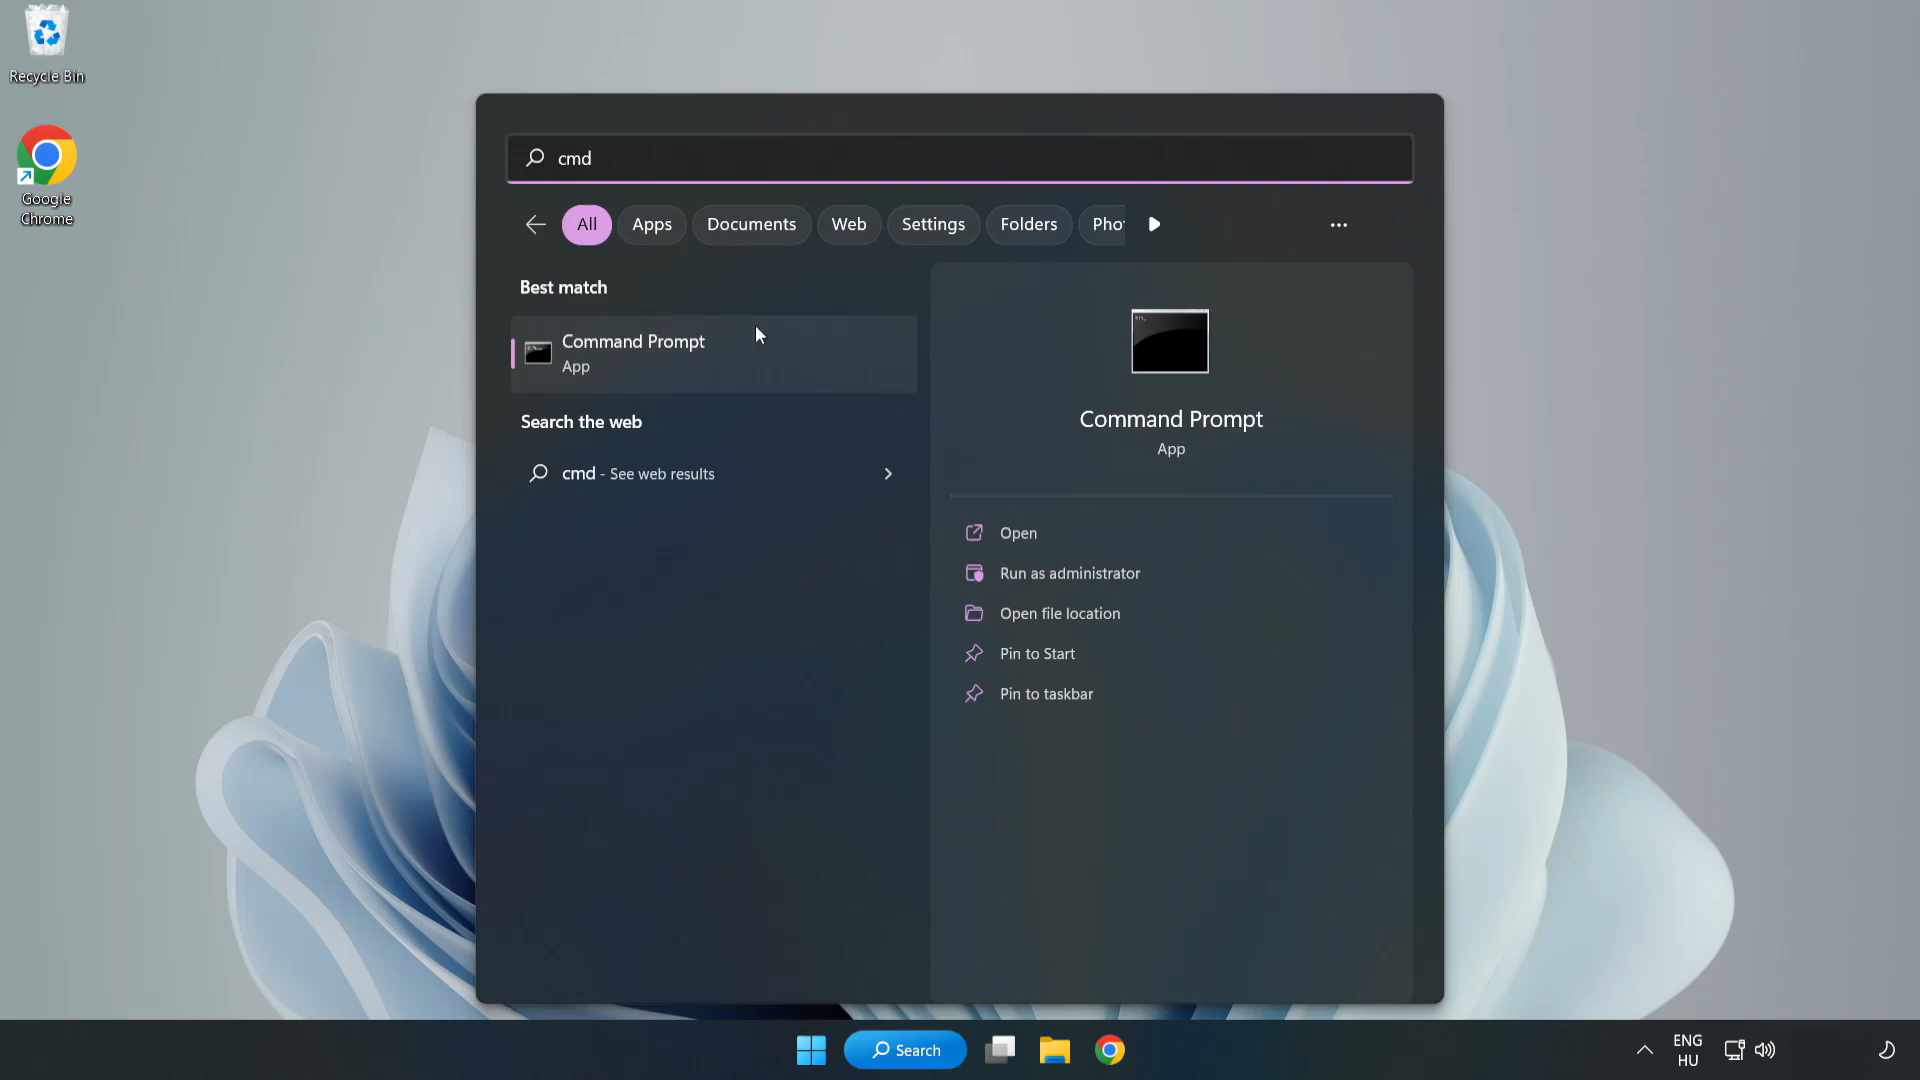 Recycle Bin
Google
Chrome
cmd
All
Apps
Documents
Web
Settings
Folders
Pho
Best match
Command Prompt
App
Search the web
cmd - See web results
Command Prompt
App
Open
Run as administrator
Open file location
Pin to Start
Pin to taskbar
Search
ENG
HU